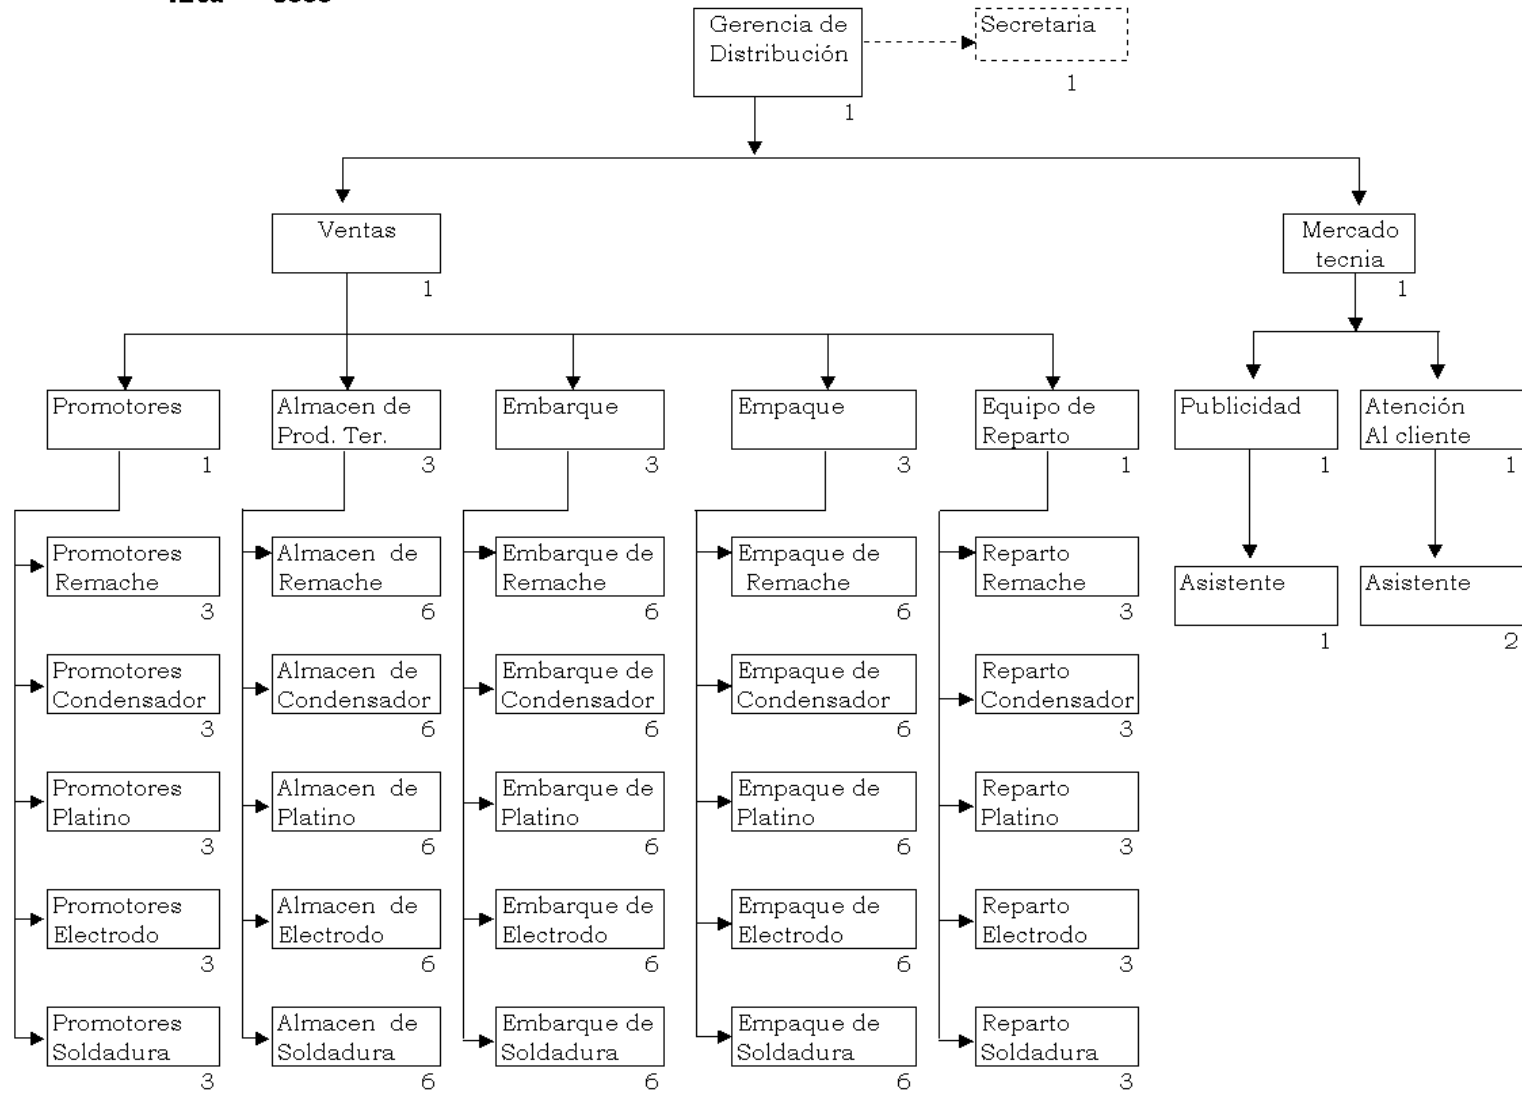 Gerencia de
Distribución
1
Secretaria
1
Ventas
1
Mercado
tecnia
1
Promotores
1
Almacen de
Prod. Ter.
3
Embarque
3
Empaque
3
Equipo de
Reparto
1
Publicidad
1
Atención
Al cliente
1
Promotores
Remache
3
Almacen de
Remache
6
Embarque de
Remache
6
Empaque de
Remache
6
Reparto
Remache
3
Asistente
1
Asistente
2
Promotores
Condensador
3
Almacen de
Condensador
6
Embarque de
Condensador
6
Empaque de
Condensador
6
Reparto
Condensador
3
Promotores
Platino
3
Almacen de
Platino
6
Embarque de
Platino
6
Empaque de
Platino
6
Reparto
Platino
3
Promotores
Electrodo
3
Almacen de
Electrodo
6
Embarque de
Electrodo
6
Empaque de
Electrodo
6
Reparto
Electrodo
3
Promotores
Soldadura
3
Almacen de
Soldadura
6
Embarque de
Soldadura
6
Empaque de
Soldadura
6
Reparto
Soldadura
3